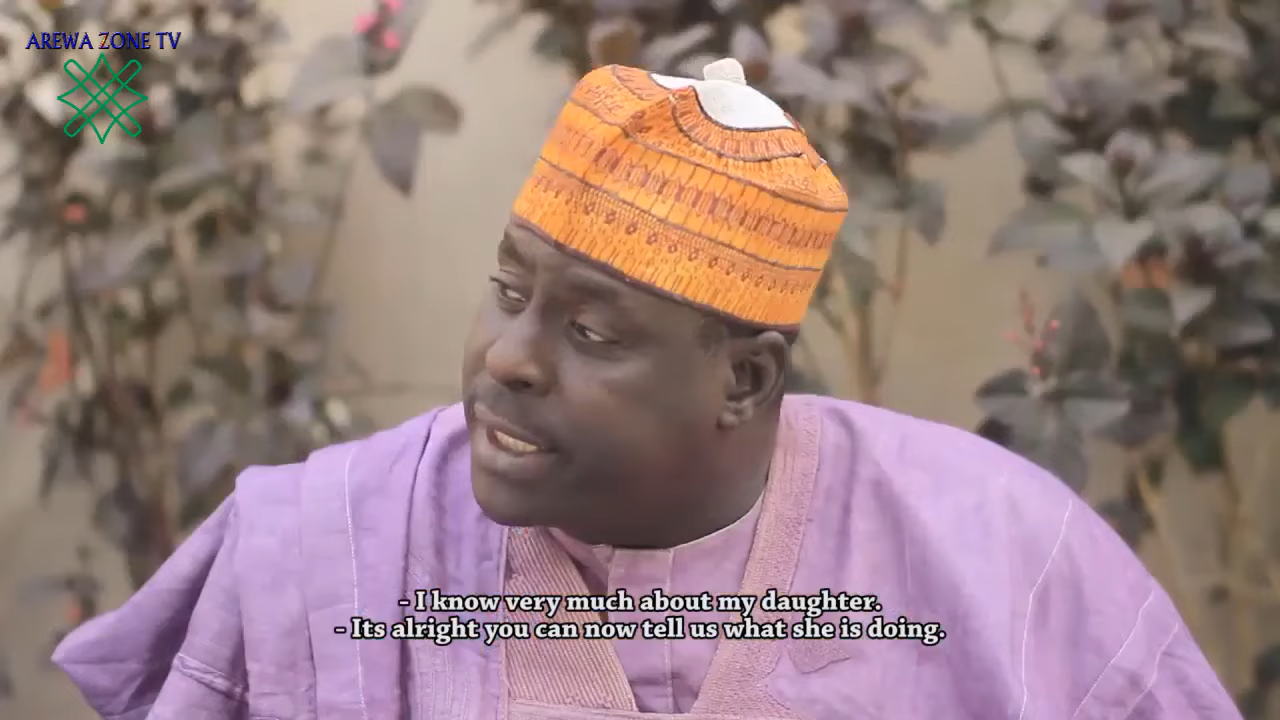 AREWA ZONE TV
- I know very much about my daughter.
- Its alright you can now tell us what she is doing.